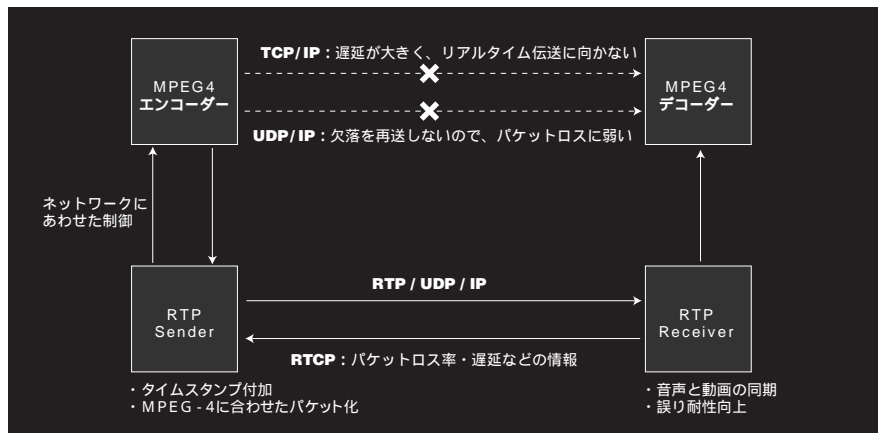 TCP/IP：遅延が大きく、リアルタイム伝送に向かない
MPEG4
エンコーダー
MPEG4
デコーダー
UDP/IP：欠落を再送しないので、パケットロスに弱い
ネットワークに
あわせた制御
RTP / UDP / IP
RTP
Sender
RTP
Receiver
RTCP：パケットロス率・遅延などの情報
・タイムスタンプ付加
・MPEG-4に合わせたパケット化
・音声と動画の同期
・誤り耐性向上